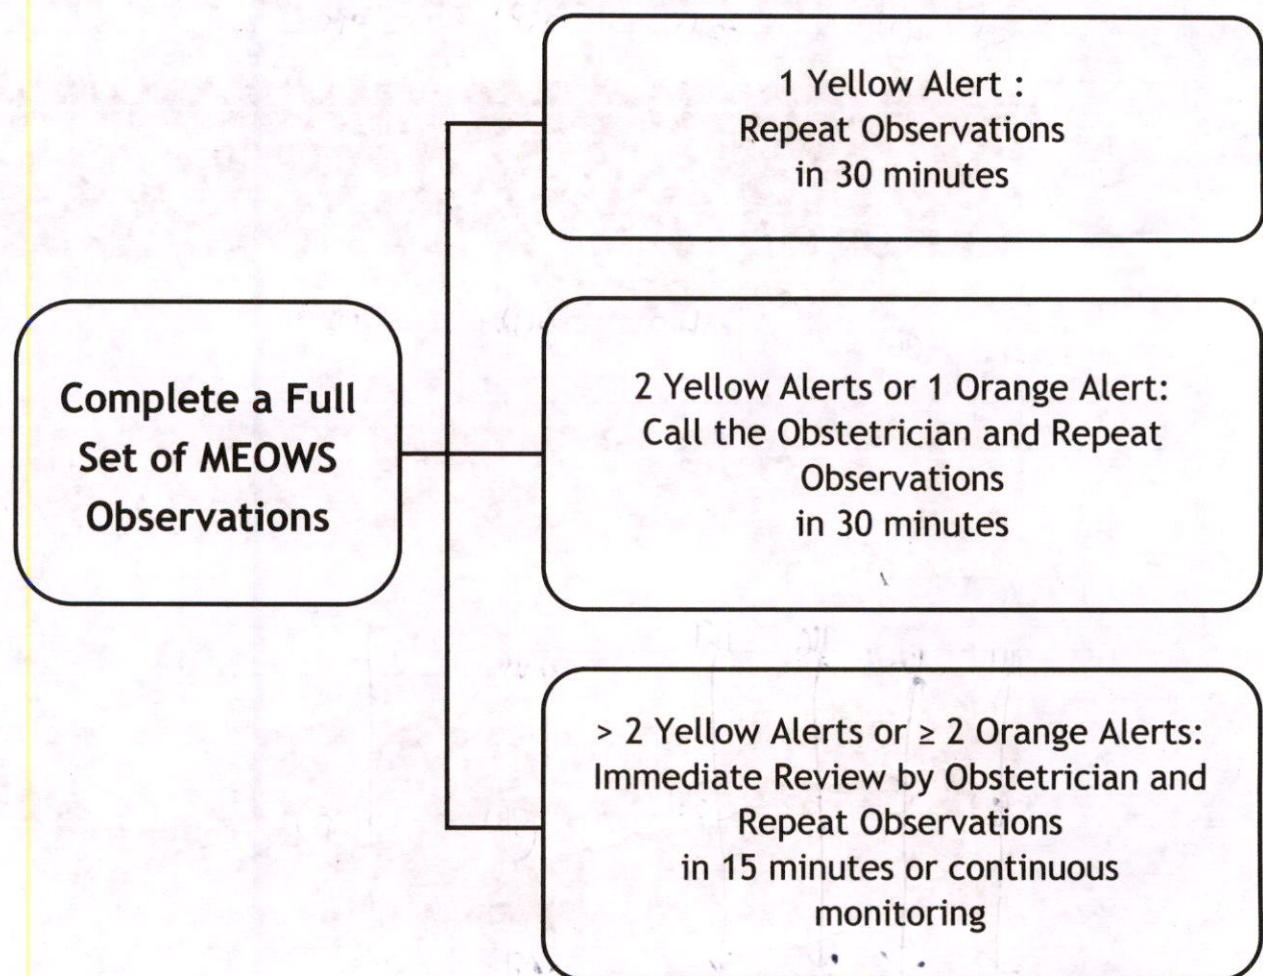 1 Yellow Alert :
Repeat Observations
in 30 minutes
Complete a Full
Set of MEOWS
Observations
2 Yellow Alerts or 1 Orange Alert:
Call the Obstetrician and Repeat
Observations
in 30 minutes
> 2 Yellow Alerts or ≥ 2 Orange Alerts:
Immediate Review by Obstetrician and
Repeat Observations
in 15 minutes or continuous
monitoring